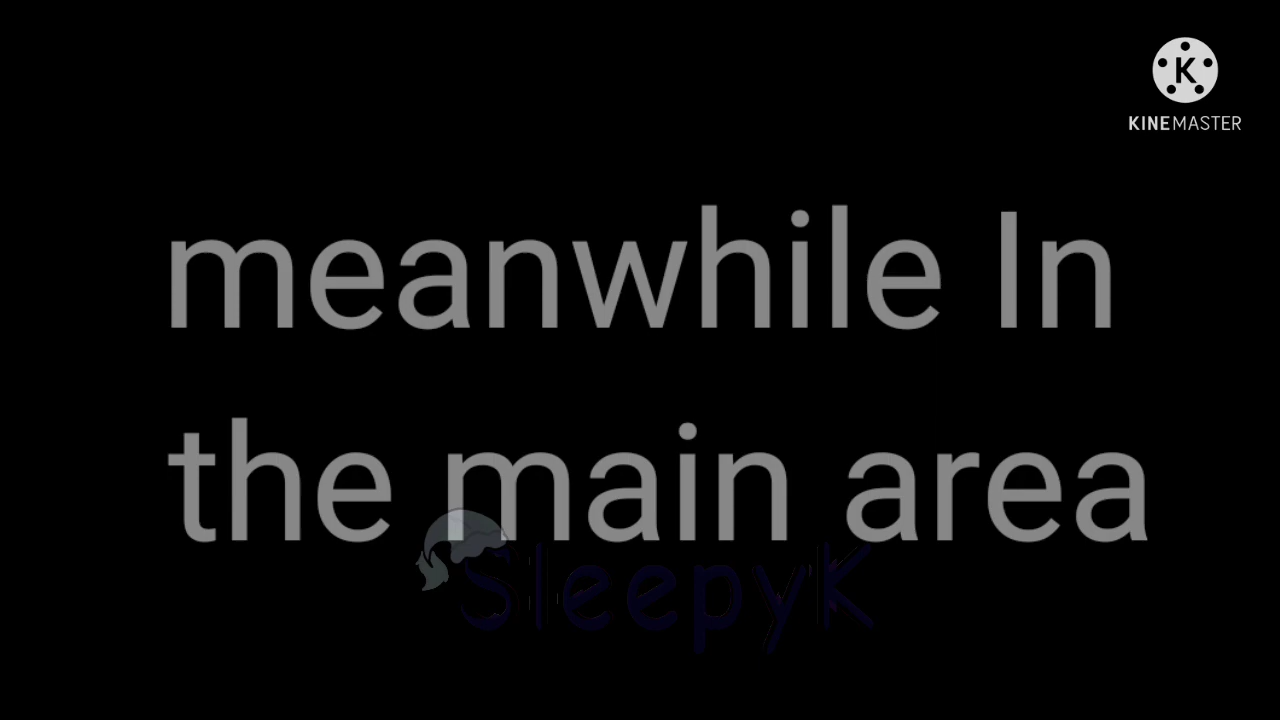 K
KINEMASTER
meanwhile In
the main area
SleepyK